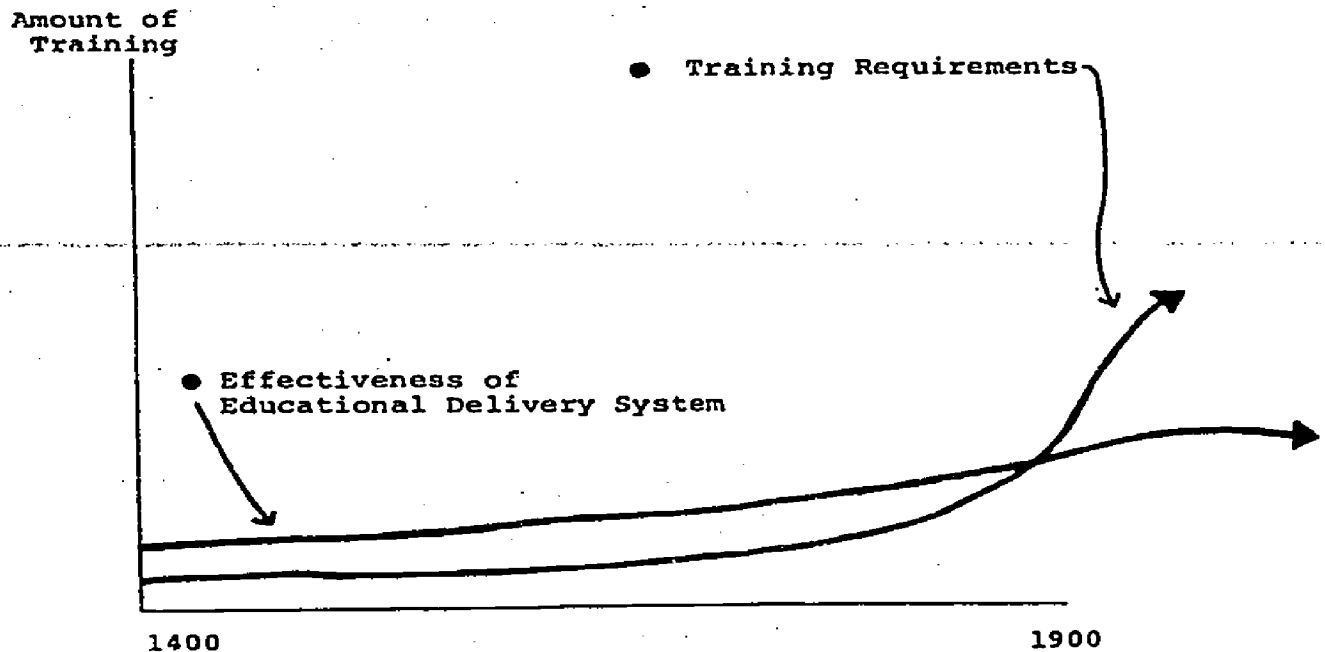 Amount of
Training
● Training Requirements
● Effectiveness of
Educational Delivery System
1400
1900